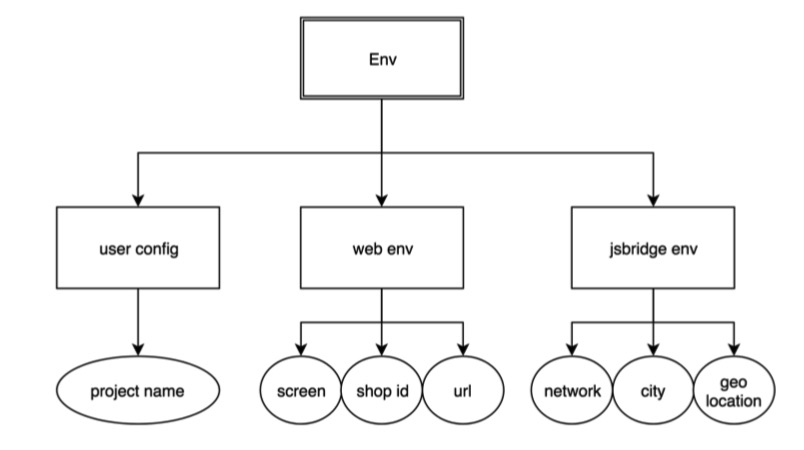 Env
user config
web env
jsbridge env
project name
screen
shop id
url
network
city
geo
location